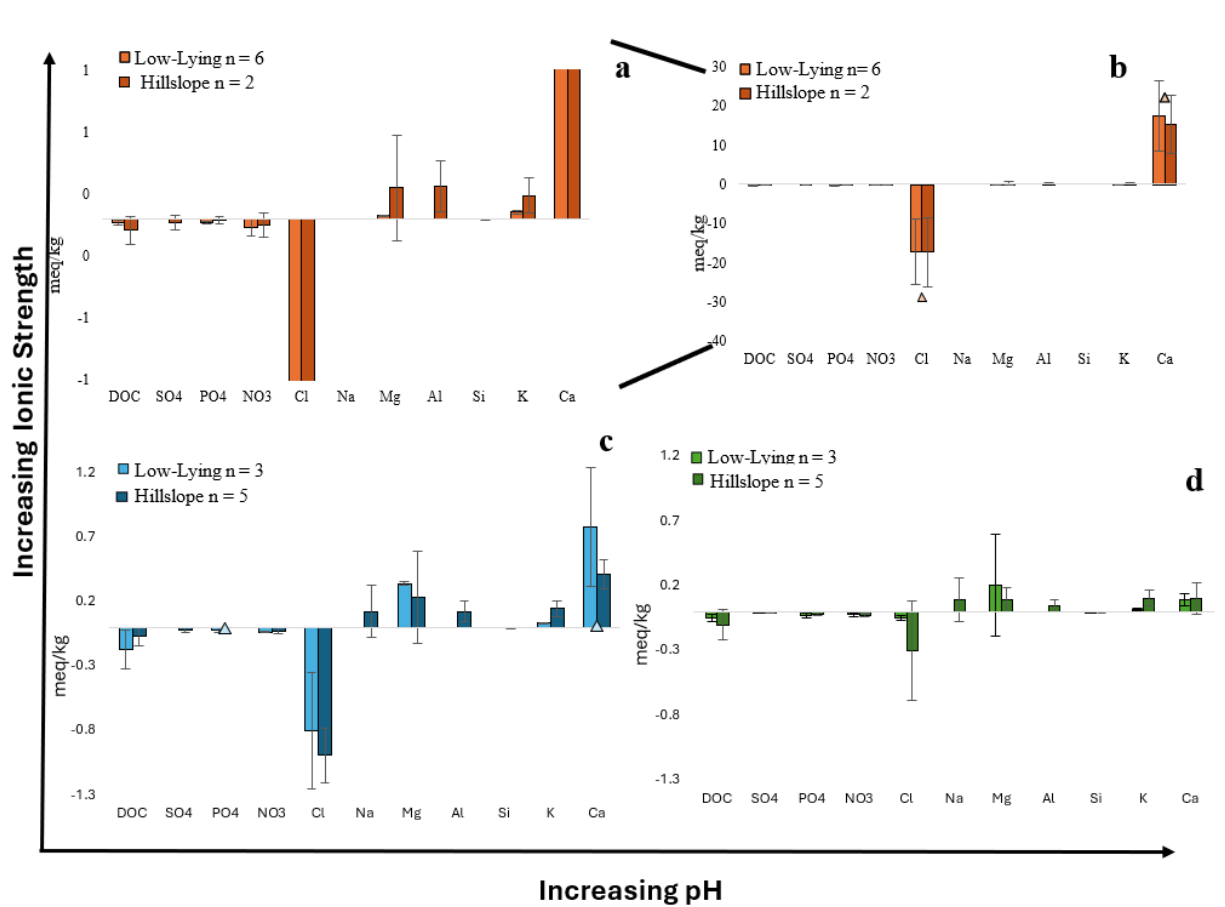 Increasing Ionic Strength
Low-Lying n = 6
Hillslope n = 2
a
1
1
0
0
-1
-1
meq/kg
DOC SO4 PO4 NO3 Cl Na Mg Al Si K Ca
Low-Lying n= 6
Hillslope n = 2
b
30
20
10
0
-10
-20
-30
-40
meq/kg
DOC SO4 PO4 NO3 Cl Na Mg Al Si K Ca
c
Low-Lying n = 3
Hillslope n = 5
1.2
0.7
0.2
-0.3
-0.8
-1.3
meq/kg
DOC SO4 PO4 NO3 Cl Na Mg Al Si K Ca
Low-Lying n = 3
Hillslope n = 5
d
1.2
0.7
0.2
-0.3
-0.8
-1.3
meq/kg
DOC SO4 PO4 NO3 Cl Na Mg Al Si K Ca
Increasing pH